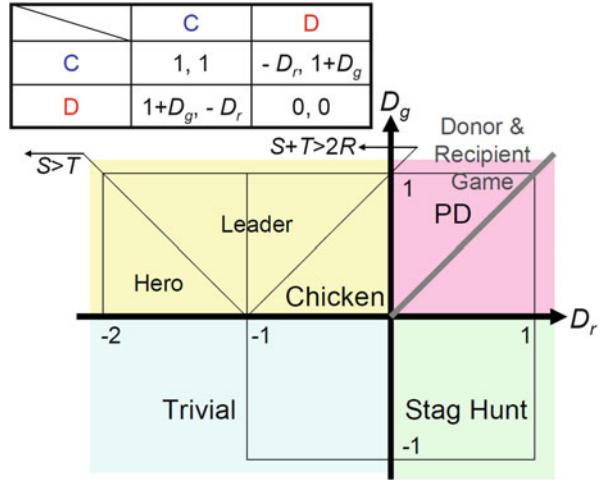 C D
C 1, 1 - Dr, 1+Dg
D 1+Dg, - Dr 0, 0
Dg
Donor &
Recipient
Game
S+T>2R
S>T
1
PD
Leader
Hero
Chicken
-2 -1 1 Dr
Trivial
Stag Hunt
-1